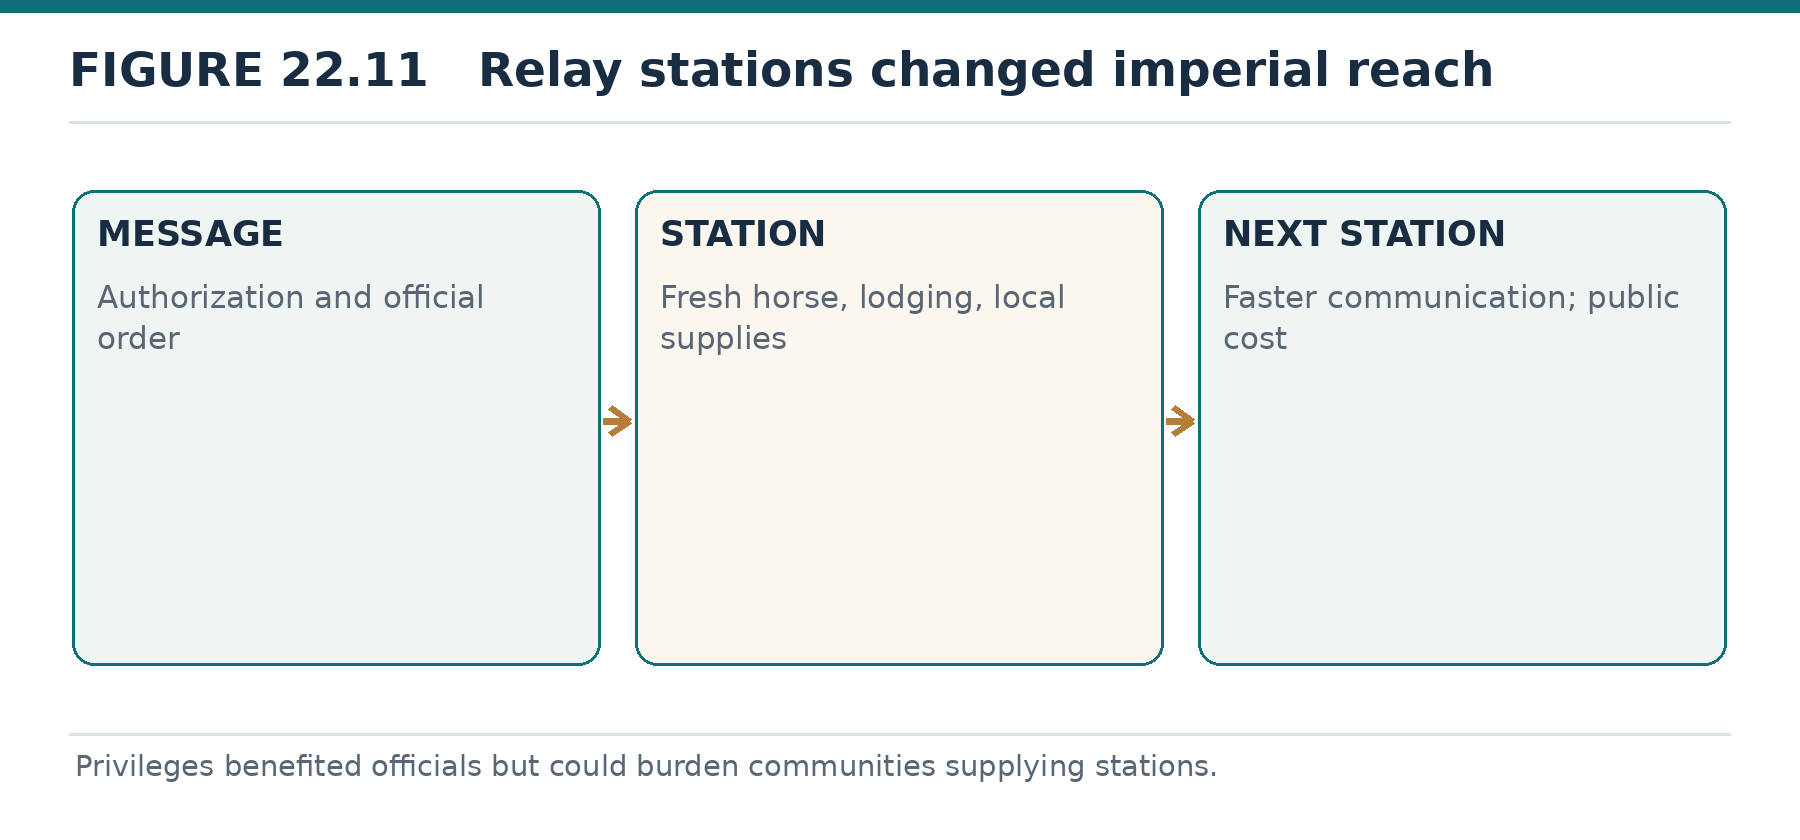 FIGURE 22.11 Relay stations changed imperial reach
MESSAGE
Authorization and official
order
STATION
Fresh horse, lodging, local
supplies
NEXT STATION
Faster communication; public
cost
Privileges benefited officials but could burden communities supplying stations.